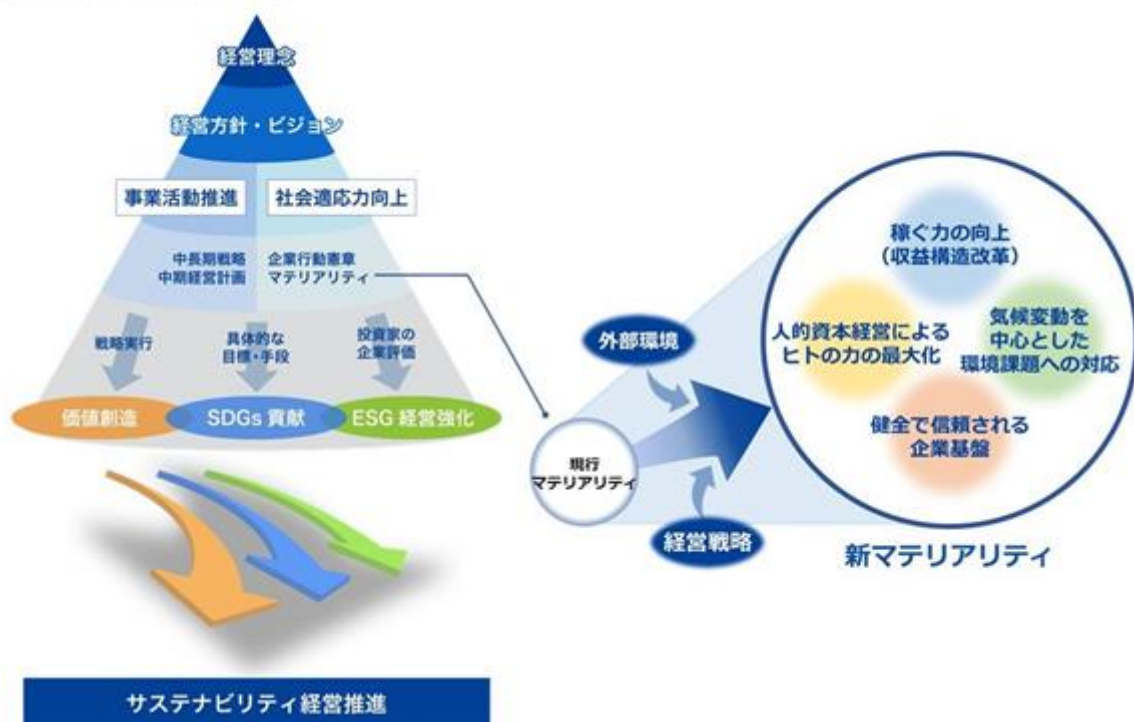 経営理念
経営方針・ビジョン
事業活動推進
社会適応力向上
中長期戦略
中期経営計画
企業行動憲章
マテリアリティ
戦略実行
具体的な
目標・手段
投資家の
企業評価
価値創造
SDGs 貢献
ESG 経営強化
サステナビリティ経営推進
現行
マテリアリティ
外部環境
経営戦略
稼ぐ力の向上
（収益構造改革）
人的資本経営による
ヒトの力の最大化
気候変動を
中心とした
環境課題への対応
健全で信頼される
企業基盤
新マテリアリティ